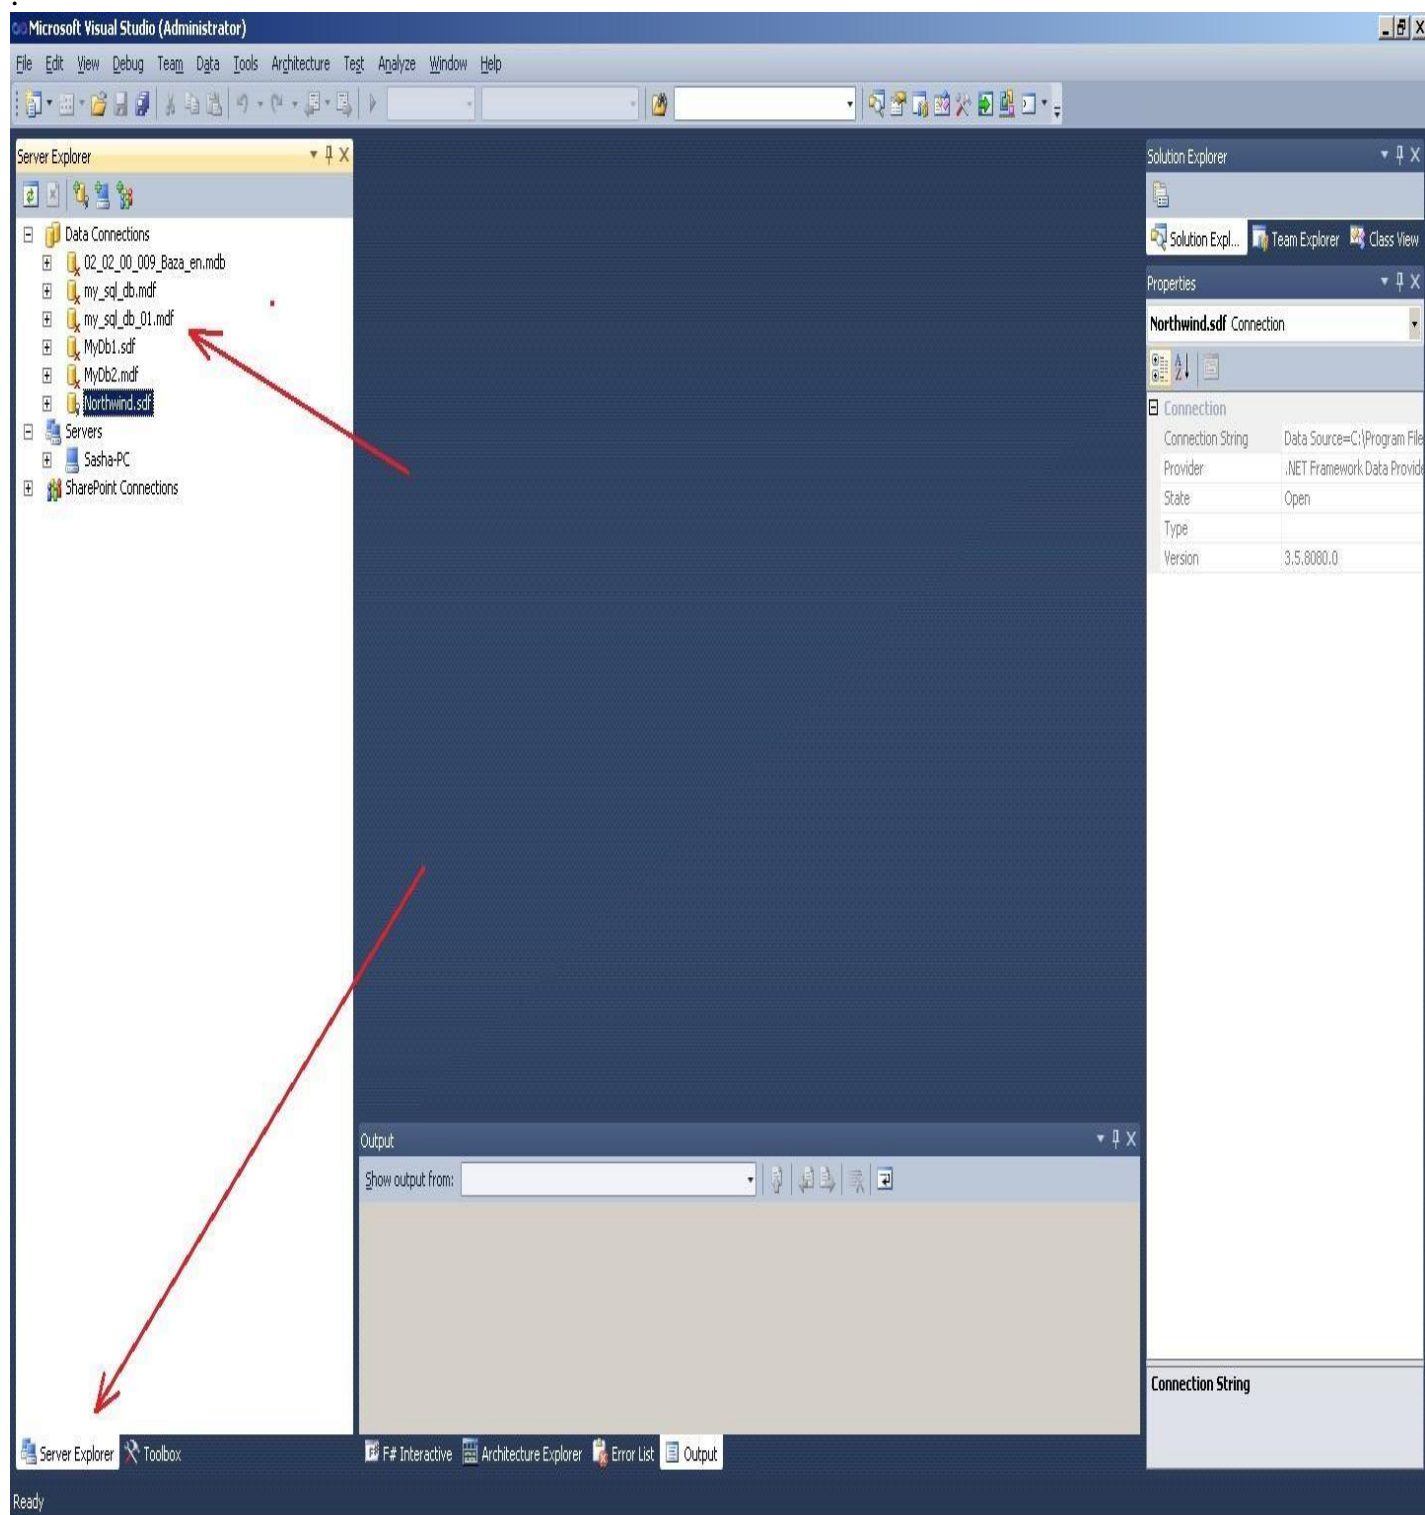 Microsoft Visual Studio (Administrator)
File Edit View Debug Team Data Tools Architecture Test Analyze Window Help
Server Explorer
Data Connections
02_02_00_009_Baza_en.mdb
my_sql_db.mdf
my_sql_db_01.mdf
MyDb1.sdf
MyDb2.mdf
Northwind.sdf
Servers
Sasha-PC
SharePoint Connections
Server Explorer Toolbox
Output
Show output from:
F# Interactive Architecture Explorer Error List Output
Solution Explorer
Solution Expl... Team Explorer Class View
Properties
Northwind.sdf Connection
Connection
Connection String Data Source=C:\Program File
Provider .NET Framework Data Provide
State Open
Type
Version 3.5.8080.0
Connection String
Ready